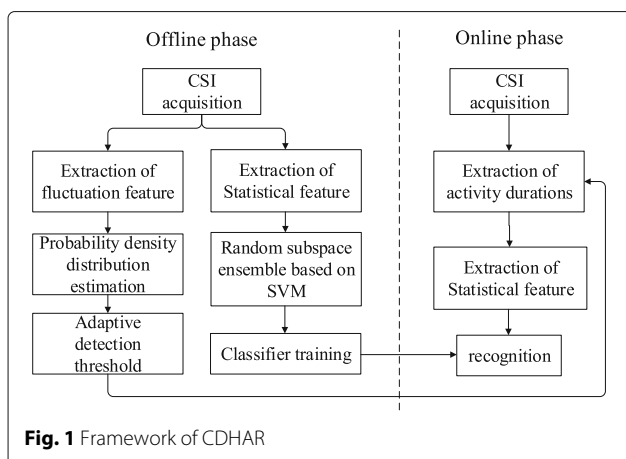 Offline phase
Online phase
CSI
acquisition
CSI
acquisition
Extraction of
fluctuation feature
Extraction of
Statistical feature
Extraction of
activity durations
Probability density
distribution
estimation
Random subspace
ensemble based on
SVM
Extraction of
Statistical feature
Adaptive
detection
threshold
Classifier training
recognition
Fig. 1 Framework of CDHAR